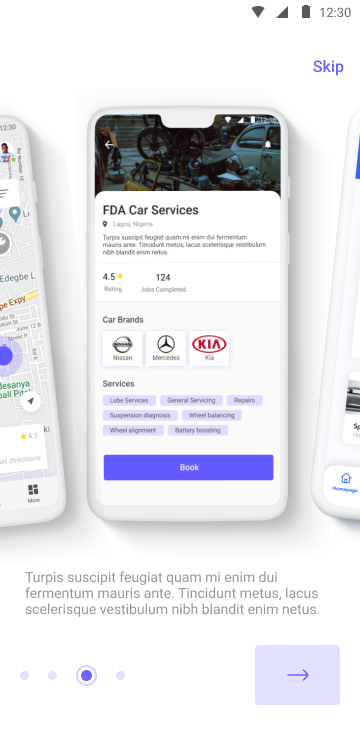 12:30
Skip
12:30
FDA Car Services
Lagos, Nigeria
Turpis suscipit feugiat quam mi enim dui fermentum
mauris ante. Tincidunt metus, lacus scelerisque vestibulum
nibh blandit enim netus.
4.5
124
Rating
Jobs Completed
Car Brands
NISSAN
KIA
Nissan
Mercedes
Kia
Services
Lube Services
General Servicing
Repairs
Suspension diagnosis
Wheel balancing
Wheel alignment
Battery boosting
Book
Edegbe L
pe Expy
4.5
et directions
More
Sp
Homepage
Turpis suscipit feugiat quam mi enim dui
fermentum mauris ante. Tincidunt metus, lacus
scelerisque vestibulum nibh blandit enim netus.